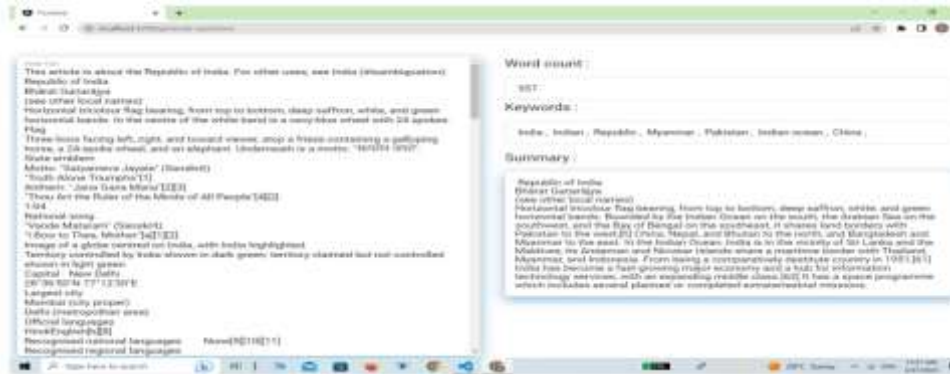 This article is about the Republic of India. For other uses, see India (disambiguation).
Republic of India
Bhārat Gaṇarājya
(see other local names)
Horizontal tricolour flag bearing, from top to bottom, deep saffron, white, and green
horizontal bands. In the centre of the white band is a navy-blue wheel with 24 spokes.
Flag
Three lions facing left, right, and toward viewer, atop a frieze containing a galloping
horse, a 24-spoke wheel, and an elephant. Underneath is a motto:
State emblem
Motto: "Satyameva Jayate" (Sanskrit)
"Truth Alone Triumphs"[1]
Anthem: "Jana Gana Mana"[2][3]
"Thou Art the Ruler of the Minds of All People"[4][2]
1:04
National song
"Vande Mataram" (Sanskrit)
"I Bow to Thee, Mother"[a][1][2]
Image of a globe centred on India, with India highlighted.
Territory controlled by India shown in dark green; territory claimed but not controlled
shown in light green
Capital New Delhi
Largest city
Mumbai (city proper)
Delhi (metropolitan area)
Official languages
HindiEnglish[b][8]
Recognised national languages None[9][10][11]
Recognised regional languages
Word count :
Keywords :
India , Indian , Republic , Myanmar , Pakistan , Indian ocean , China ,
Summary :
Republic of India
Bhārat Gaṇarājya
(see other local names)
Horizontal tricolour flag bearing, from top to bottom, deep saffron, white, and green
horizontal bands. Bounded by the Indian Ocean on the south, the Arabian Sea on the
southwest, and the Bay of Bengal on the southeast, it shares land borders with
Pakistan to the west;[f] China, Nepal, and Bhutan to the north; and Bangladesh and
Myanmar to the east. In the Indian Ocean, India is in the vicinity of Sri Lanka and the
Maldives; its Andaman and Nicobar Islands share a maritime border with Thailand,
Myanmar, and Indonesia. From being a comparatively destitute country in 1951,[61]
India has become a fast-growing major economy and a hub for information
technology services, with an expanding middle class.[62] It has a space programme
which includes several planned or completed extraterrestrial missions.
Type here to search